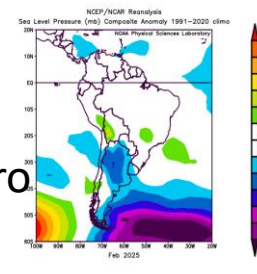 NCEP/NCAR Reanalysis
Sea Level Pressure (mb) Composite Anomaly 1991-2020 climo
NOAA Physical Sciences Laboratory
20N
10N
EQ
10S
20S
30S
ro
40S
50S
60S
100W 90W 80W 70W 60W 50W 40W 30W 20W
Feb 2025